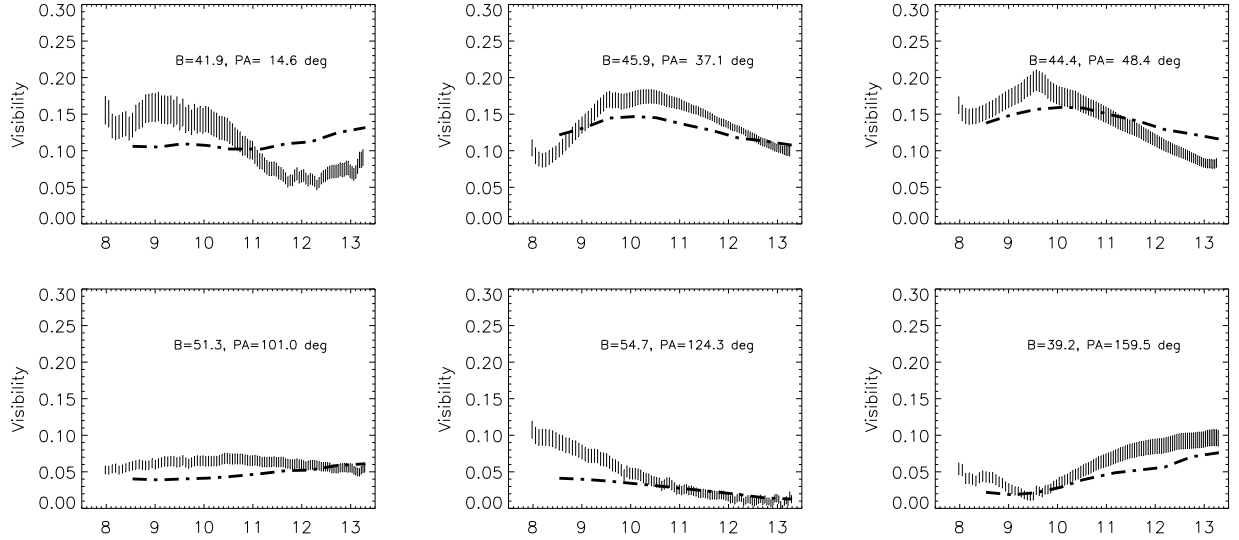 0.30
0.25
0.20
0.15
0.10
0.05
0.00
Visibility
B=41.9, PA= 14.6 deg
8 9 10 11 12 13
0.30
0.25
0.20
0.15
0.10
0.05
0.00
Visibility
B=45.9, PA= 37.1 deg
8 9 10 11 12 13
0.30
0.25
0.20
0.15
0.10
0.05
0.00
Visibility
B=44.4, PA= 48.4 deg
8 9 10 11 12 13
0.30
0.25
0.20
0.15
0.10
0.05
0.00
Visibility
B=51.3, PA=101.0 deg
8 9 10 11 12 13
0.30
0.25
0.20
0.15
0.10
0.05
0.00
Visibility
B=54.7, PA=124.3 deg
8 9 10 11 12 13
0.30
0.25
0.20
0.15
0.10
0.05
0.00
Visibility
B=39.2, PA=159.5 deg
8 9 10 11 12 13